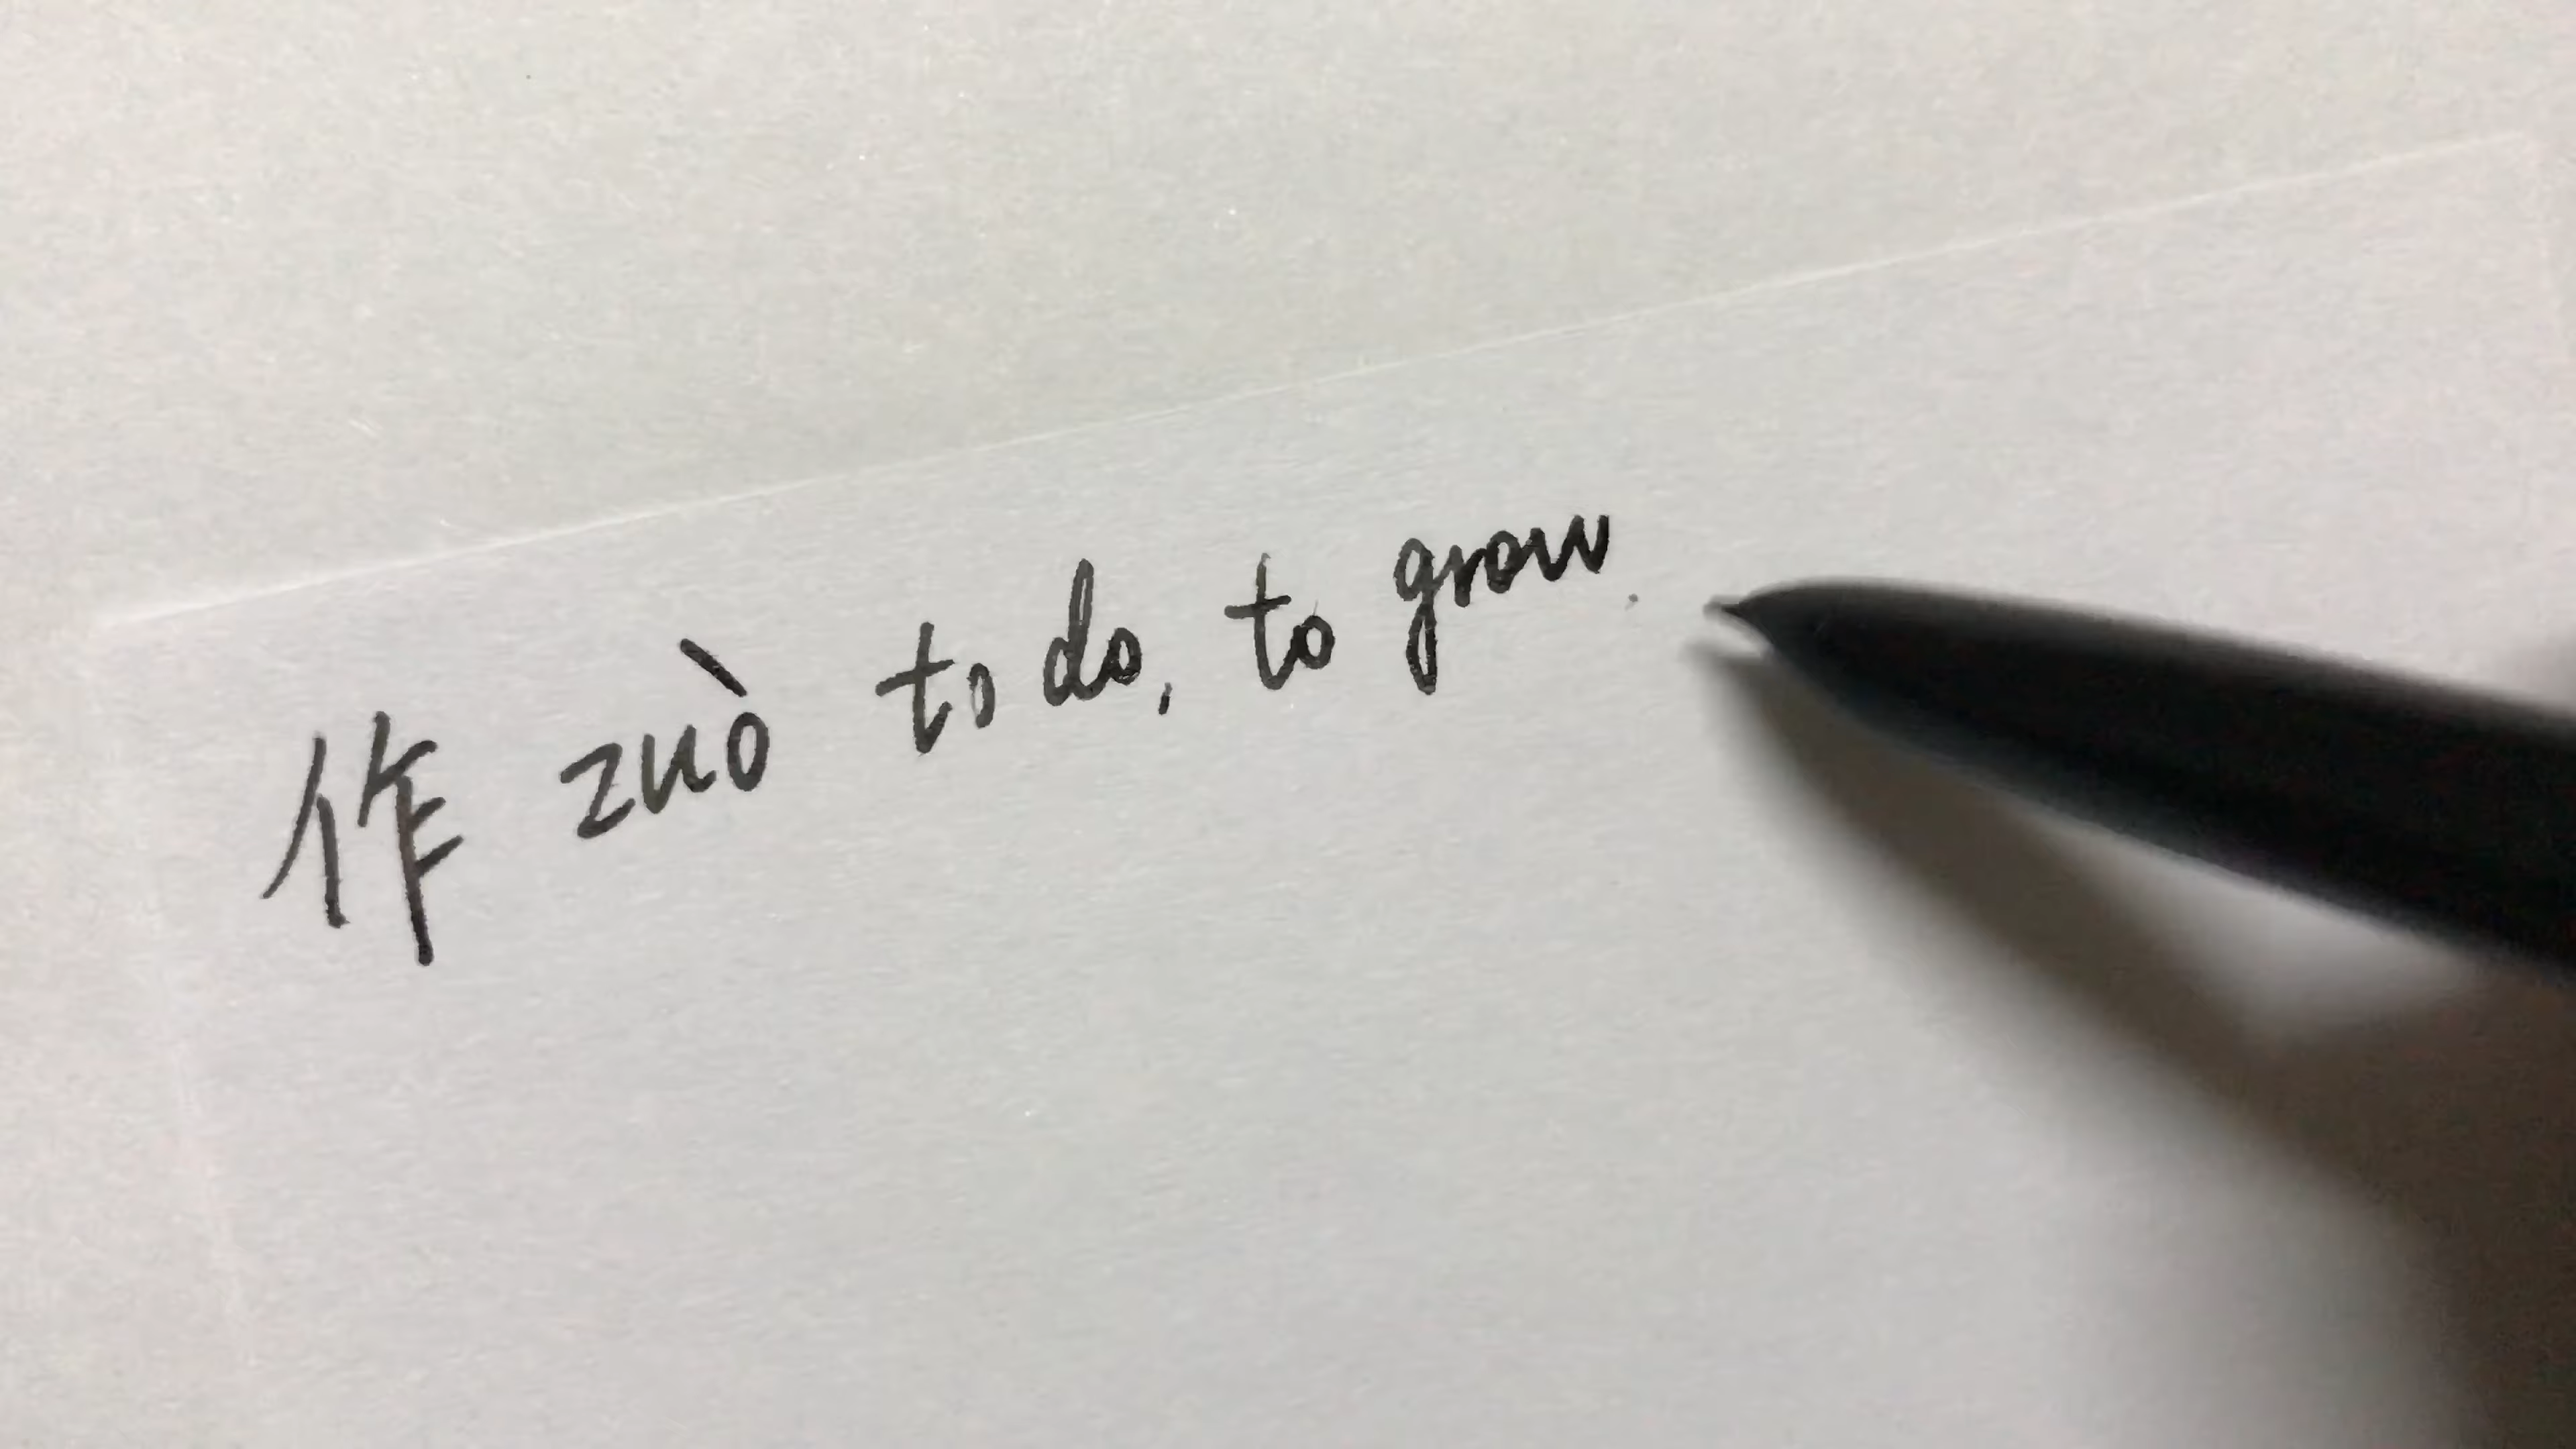 作 zuò to do, to grow.